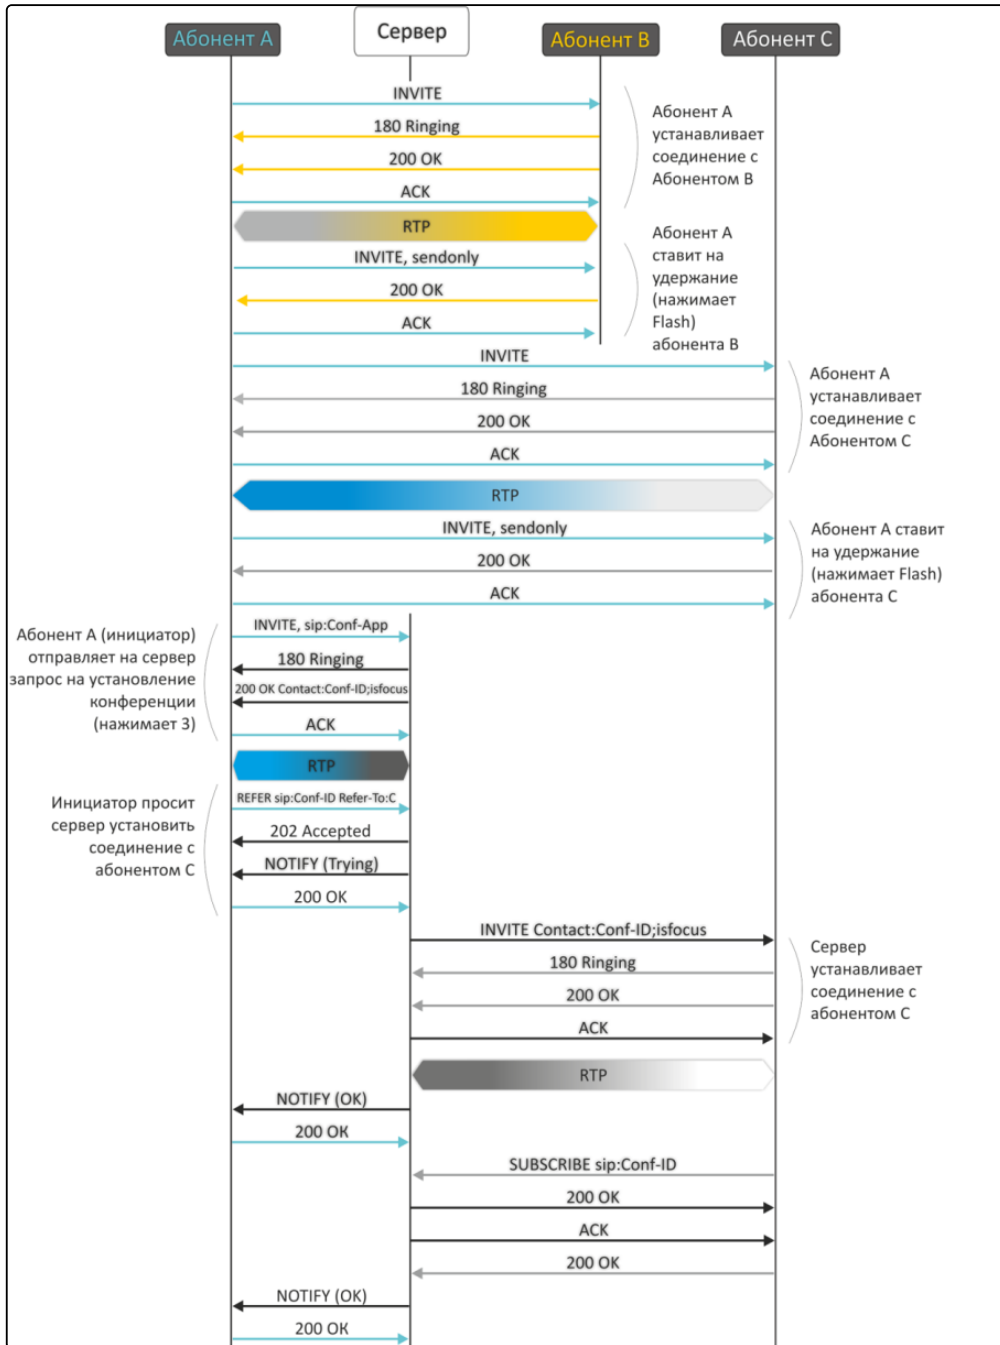 Абонент А
Сервер
Абонент В
Абонент С
INVITE
180 Ringing
200 OK
ACK
Абонент А
устанавливает
соединение с
Абонентом В
RTP
INVITE, sendonly
200 OK
ACK
Абонент А
ставит на
удержание
(нажимает
Flash)
абонента В
INVITE
180 Ringing
200 OK
ACK
Абонент А
устанавливает
соединение с
Абонентом С
RTP
INVITE, sendonly
200 OK
ACK
Абонент А ставит
на удержание
(нажимает Flash)
абонента С
Абонент А (инициатор)
отправляет на сервер
запрос на установление
конференции
(нажимает 3)
INVITE, sip:Conf-App
180 Ringing
200 OK Contact:Conf-ID;isfocus
ACK
RTP
Инициатор просит
сервер установить
соединение с
абонентом С
REFER sip:Conf-ID Refer-To:C
202 Accepted
NOTIFY (Trying)
200 OK
INVITE Contact:Conf-ID;isfocus
180 Ringing
200 OK
ACK
Сервер
устанавливает
соединение с
абонентом С
RTP
NOTIFY (OK)
200 OK
SUBSCRIBE sip:Conf-ID
200 OK
ACK
200 OK
NOTIFY (OK)
200 OK